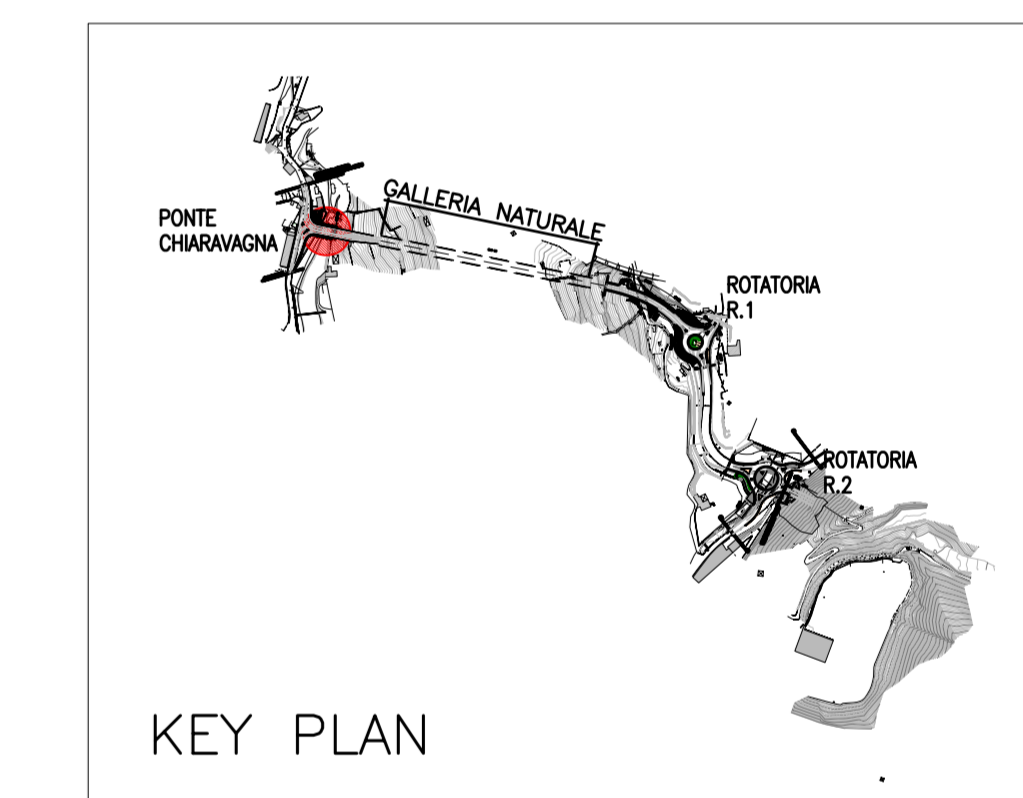 PONTE
CHIARAVAGNA
GALLERIA NATURALE
ROTATORIA
R.1
ROTATORIA
R.2
KEY PLAN